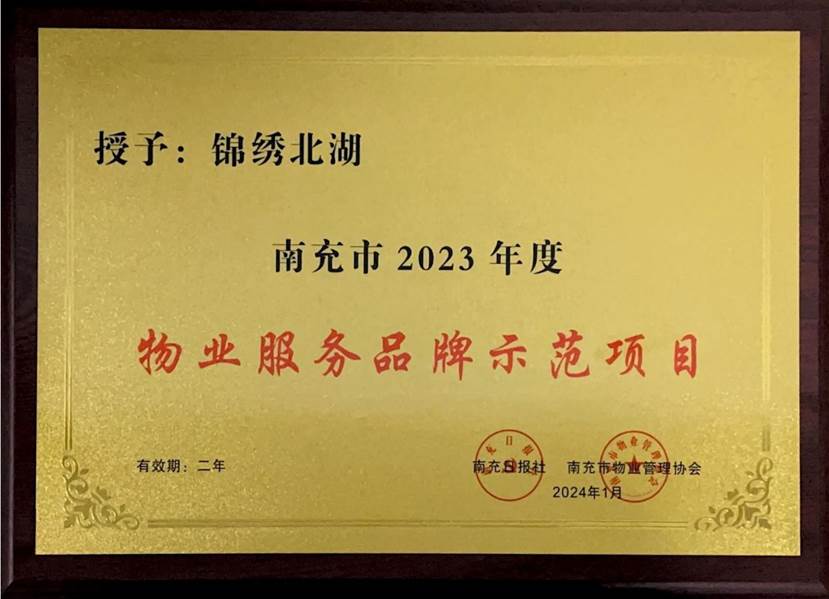 授予：锦绣北湖
南充市 2023 年度
物业服务品牌示范项目
有效期：二年
南充日报社 南充市物业管理协会
2024年1月